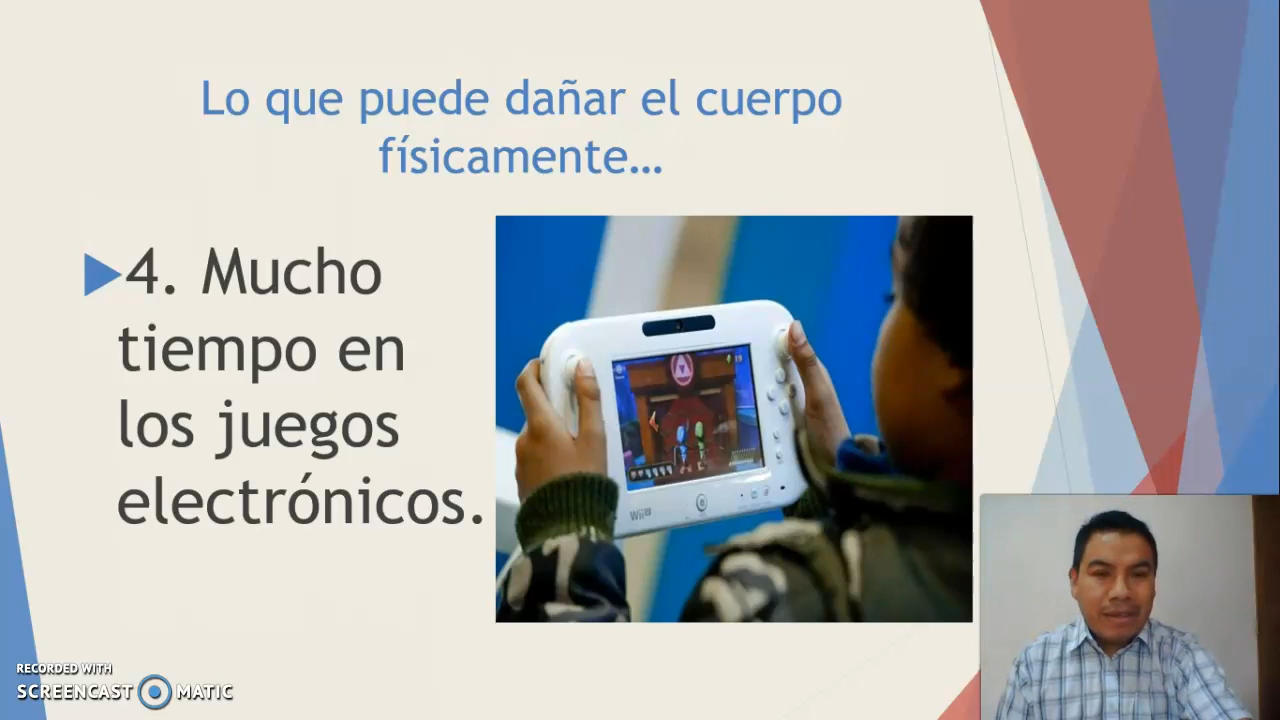 Lo que puede dañar el cuerpo
físicamente...
4. Mucho
tiempo en
los juegos
electrónicos.
Wii U
RECORDED WITH
SCREENCAST MATIC